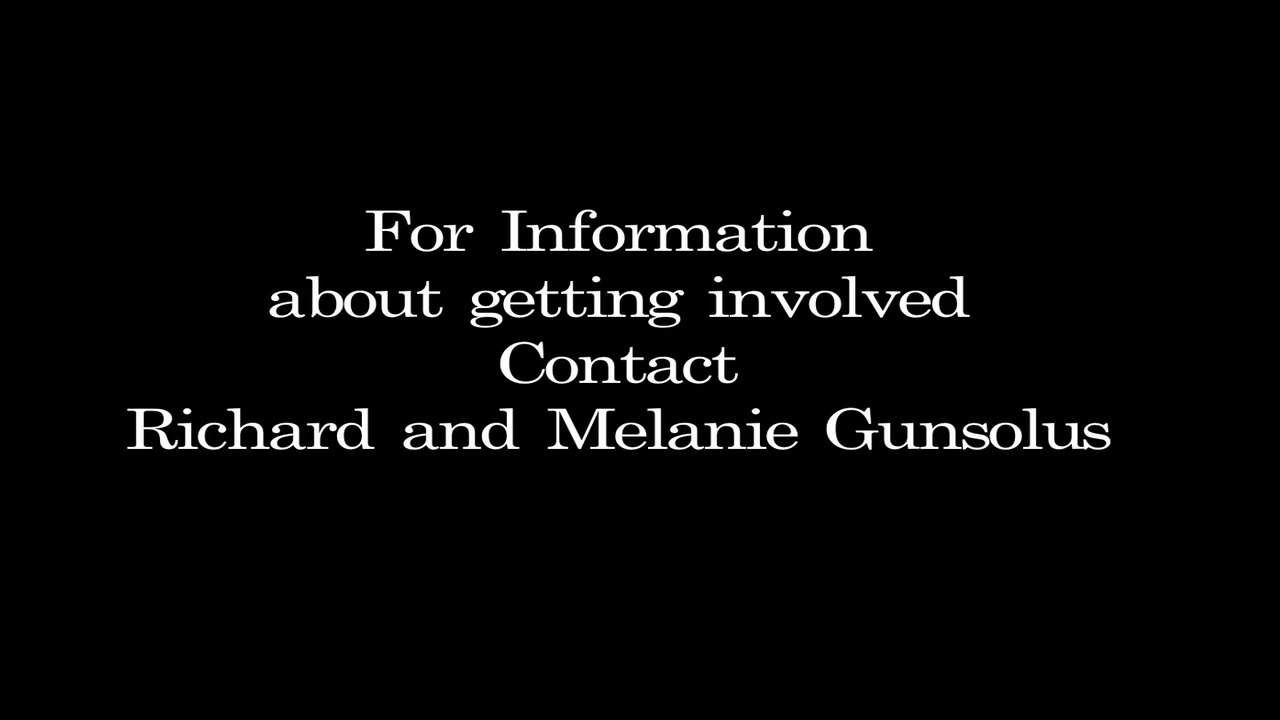 For Information
about getting involved
Contact
Richard and Melanie Gunsolus